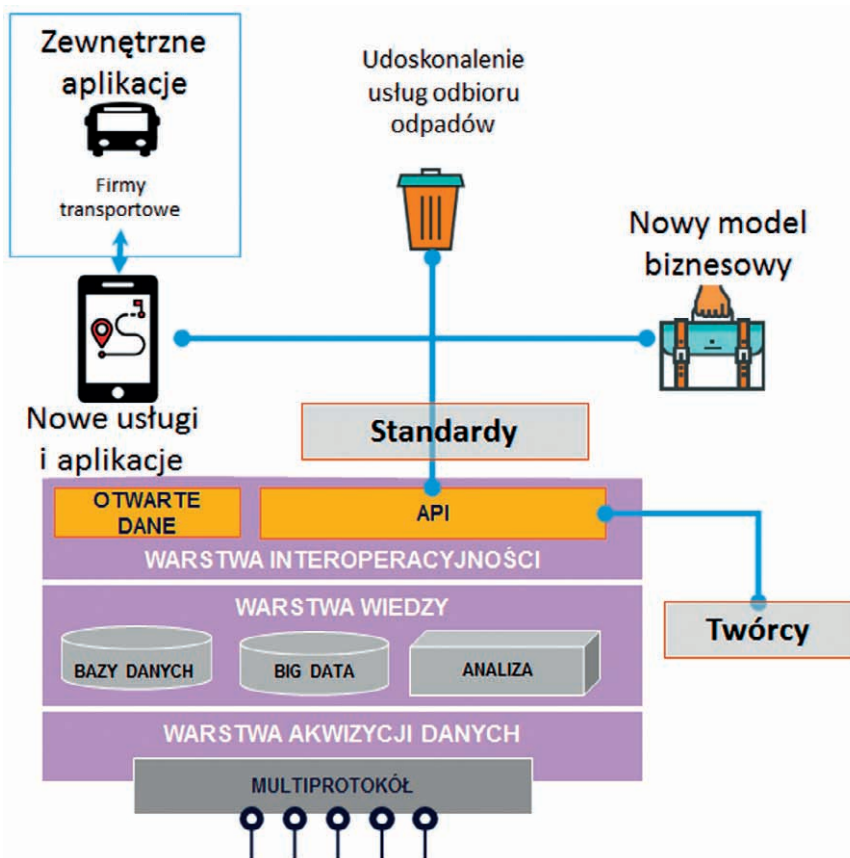 Zewnętrzne
aplikacje
Firmy
transportowe
Udoskonalenie
usług odbioru
odpadów
Nowy model
biznesowy
Nowe usługi
i aplikacje
Standardy
OTWARTE
DANE
API
WARSTWA INTEROPERACYJNOŚCI
Twórcy
WARSTWA WIEDZY
BAZY DANYCH
BIG DATA
ANALIZA
WARSTWA AKWIZYCJI DANYCH
MULTIPROTOKÓŁ